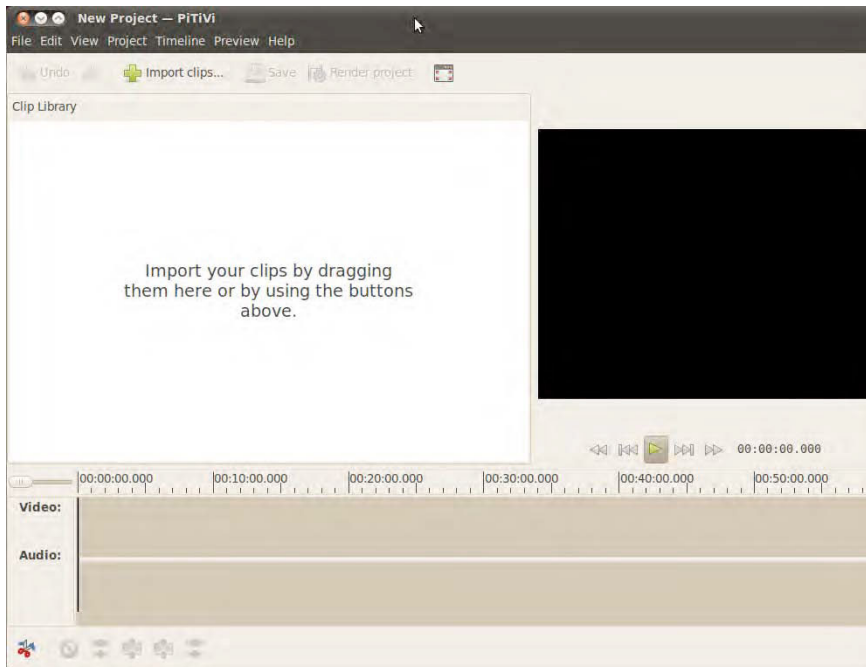 New Project — PiTiVi
File Edit View Project Timeline Preview Help
Undo Import clips... Save Render project
Clip Library
Import your clips by dragging
them here or by using the buttons
above.
00:00:00.000
00:00:00.000 00:10:00.000 00:20:00.000 00:30:00.000 00:40:00.000 00:50:00.000
Video:
Audio: